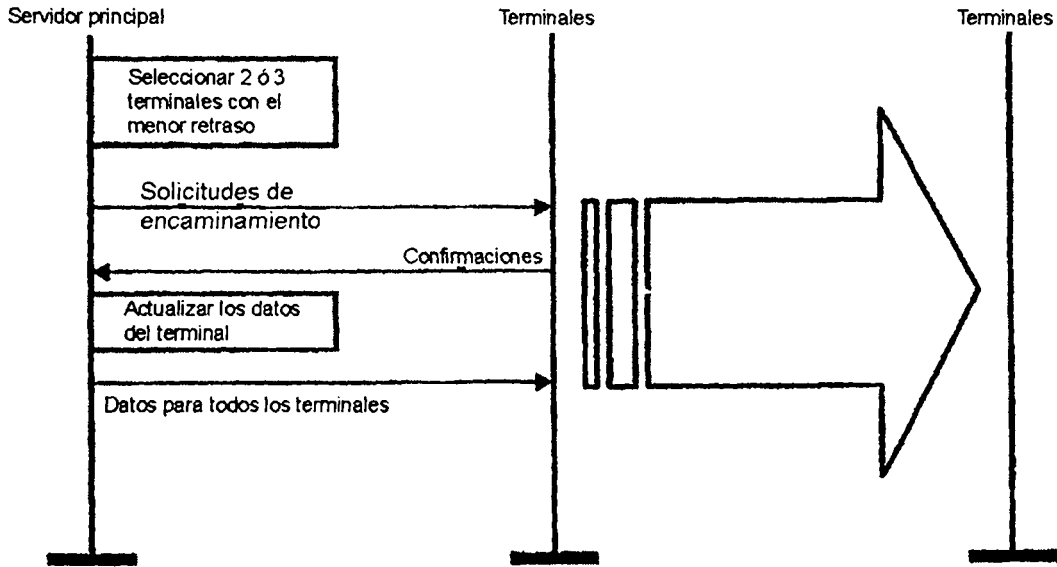 Servidor principal
Terminales
Terminales
Seleccionar 2 ó 3
terminales con el
menor retraso
Solicitudes de
encaminamiento
Confirmaciones
Actualizar los datos
del terminal
Datos para todos los terminales